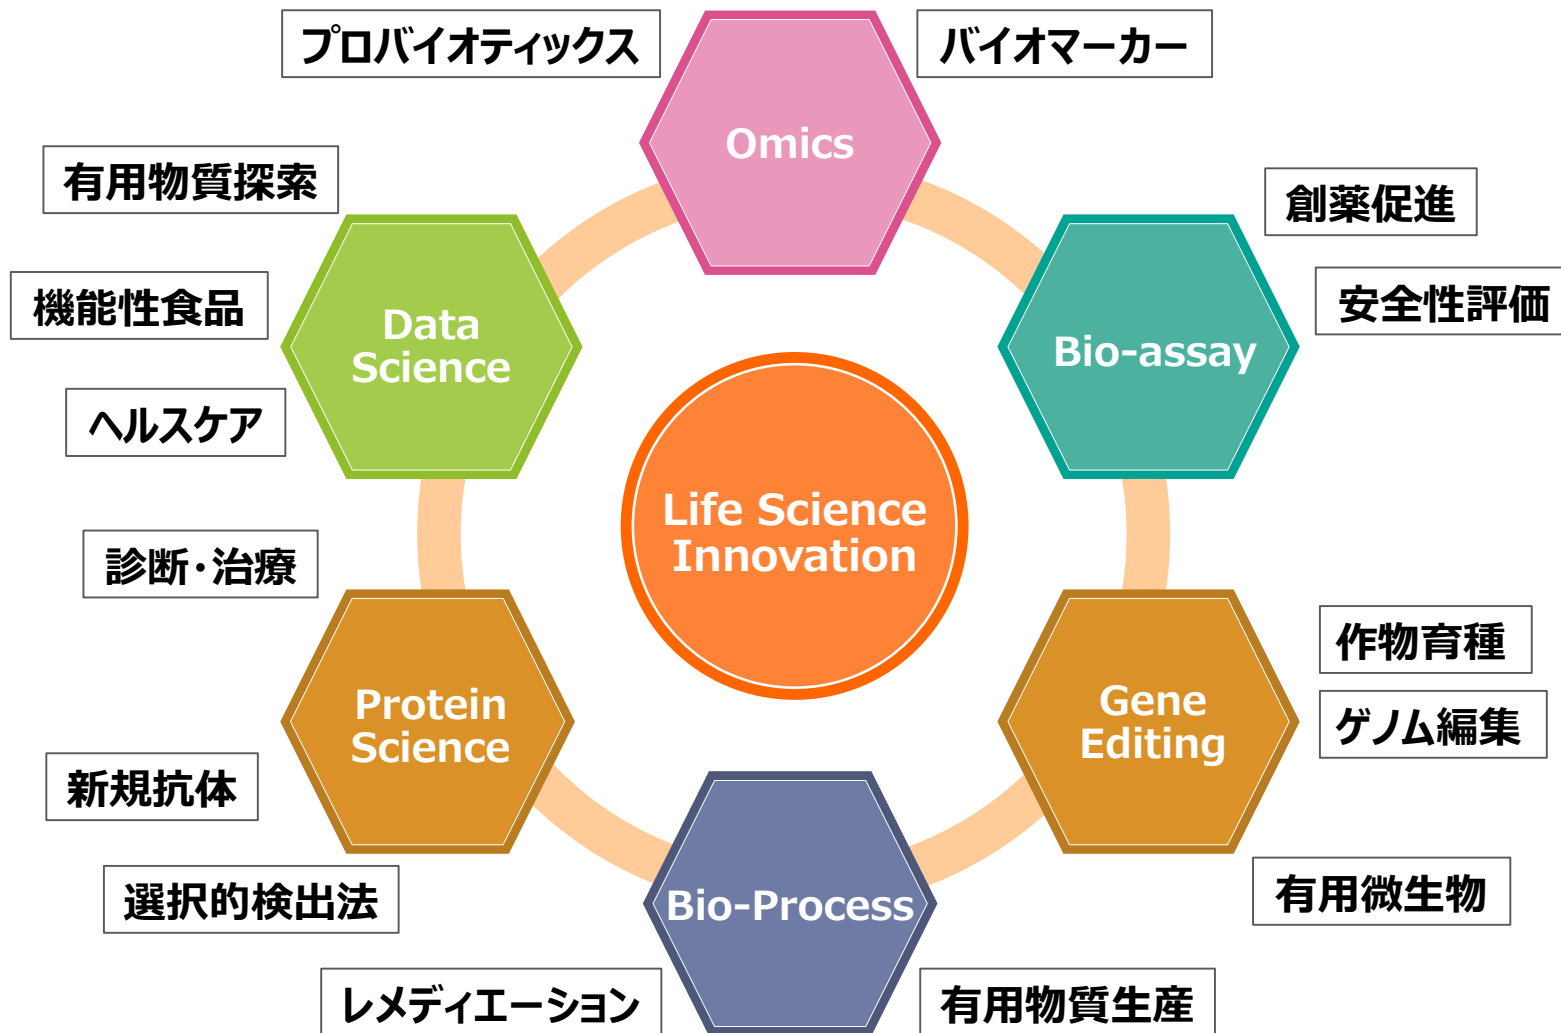 プロバイオティックス
バイオマーカー
Omics
有用物質探索
創薬促進
機能性食品
安全性評価
Data
Science
Bio-assay
ヘルスケア
Life Science
Innovation
診断・治療
作物育種
Protein
Science
Gene
Editing
ゲノム編集
新規抗体
選択的検出法
Bio-Process
有用微生物
レメディエーション
有用物質生産